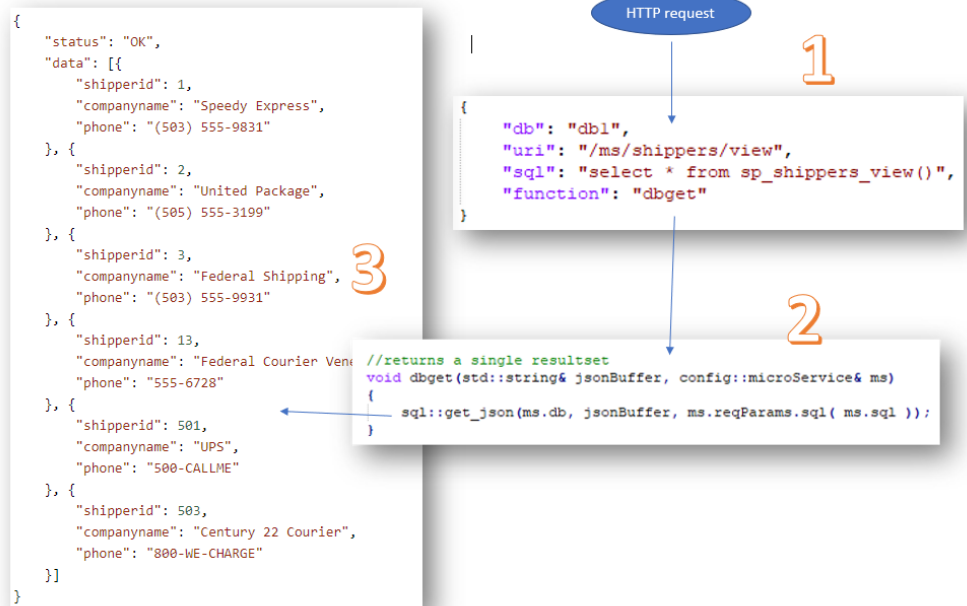 HTTP request
1
{
"db": "db1",
"uri": "/ms/shippers/view",
"sql": "select * from sp_shippers_view()",
"function": "dbget"
}
2
//returns a single resultset
void dbget(std::string& jsonBuffer, config::microService& ms)
{
sql::get_json(ms.db, jsonBuffer, ms.reqParams.sql( ms.sql ));
}
3
{
"status": "OK",
"data": [{
"shipperid": 1,
"companyname": "Speedy Express",
"phone": "(503) 555-9831"
}, {
"shipperid": 2,
"companyname": "United Package",
"phone": "(505) 555-3199"
}, {
"shipperid": 3,
"companyname": "Federal Shipping",
"phone": "(503) 555-9931"
}, {
"shipperid": 13,
"companyname": "Federal Courier Vene
"phone": "555-6728"
}, {
"shipperid": 501,
"companyname": "UPS",
"phone": "500-CALLME"
}, {
"shipperid": 503,
"companyname": "Century 22 Courier",
"phone": "800-WE-CHARGE"
}]
}